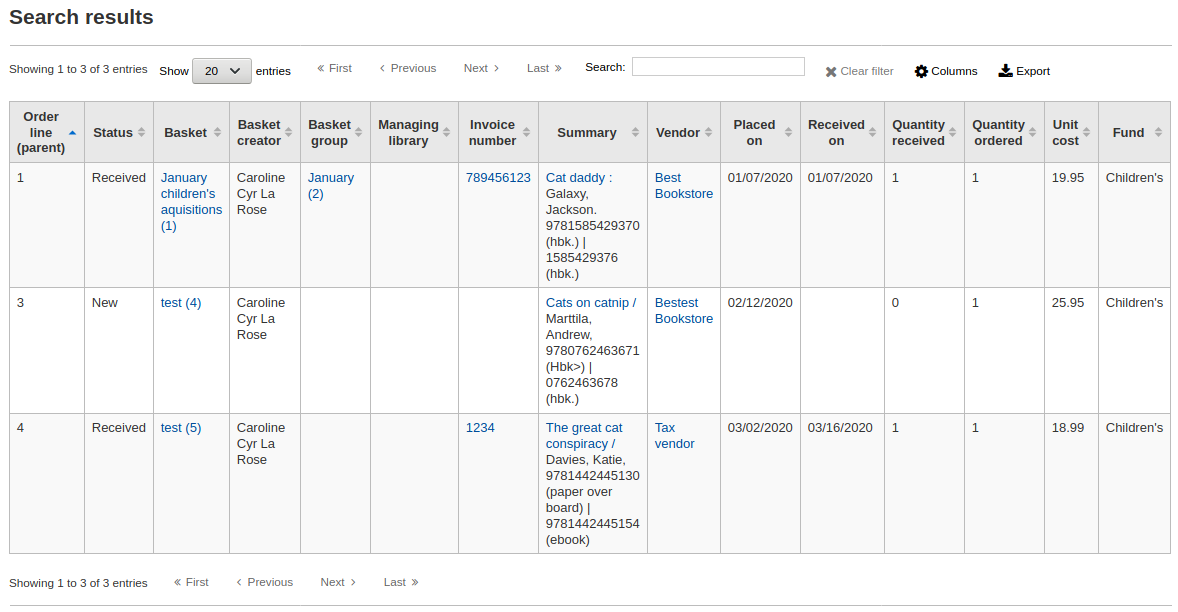 Search results
Showing 1 to 3 of 3 entries Show 20 entries « First < Previous Next > Last » Search: Clear filter Columns Export
Order line (parent) Status Basket Basket creator Basket group Managing library Invoice number Summary Vendor Placed on Received on Quantity received Quantity ordered Unit cost Fund
1 Received January children's aquisitions (1) Caroline Cyr La Rose January (2) 789456123 Cat daddy : Galaxy, Jackson. 9781585429370 (hbk.) | 1585429376 (hbk.) Best Bookstore 01/07/2020 01/07/2020 1 1 19.95 Children's
3 New test (4) Caroline Cyr La Rose Cats on catnip / Marttila, Andrew, 9780762463671 (Hbk>) | 0762463678 (hbk.) Bestest Bookstore 02/12/2020 0 1 25.95 Children's
4 Received test (5) Caroline Cyr La Rose 1234 The great cat conspiracy / Davies, Katie, 9781442445130 (paper over board) | 9781442445154 (ebook) Tax vendor 03/02/2020 03/16/2020 1 1 18.99 Children's
Showing 1 to 3 of 3 entries « First < Previous Next > Last »